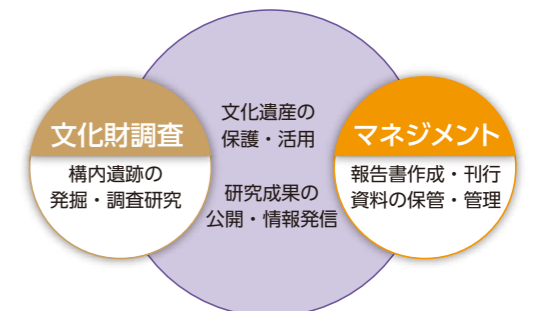 文化財調査
構内遺跡の
発掘・調査研究
文化遺産の
保護・活用
研究成果の
公開・情報発信
マネジメント
報告書作成・刊行
資料の保管・管理